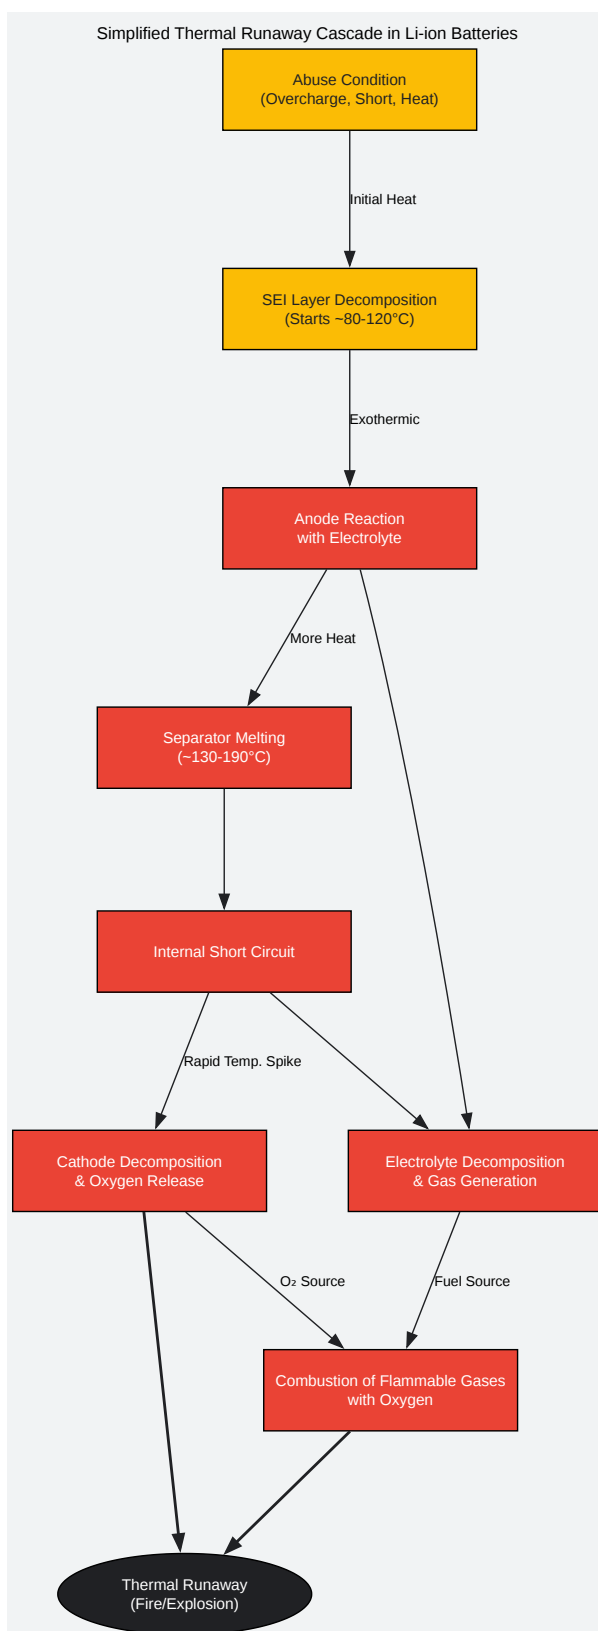 Simplified Thermal Runaway Cascade in Li-ion Batteries
Abuse Condition
(Overcharge, Short, Heat)
Initial Heat
SEI Layer Decomposition
(Starts ~80-120°C)
Exothermic
Anode Reaction
with Electrolyte
More Heat
Separator Melting
(~130-190°C)
Internal Short Circuit
Rapid Temp. Spike
Cathode Decomposition
& Oxygen Release
Electrolyte Decomposition
& Gas Generation
O₂ Source
Fuel Source
Combustion of Flammable Gases
with Oxygen
Thermal Runaway
(Fire/Explosion)